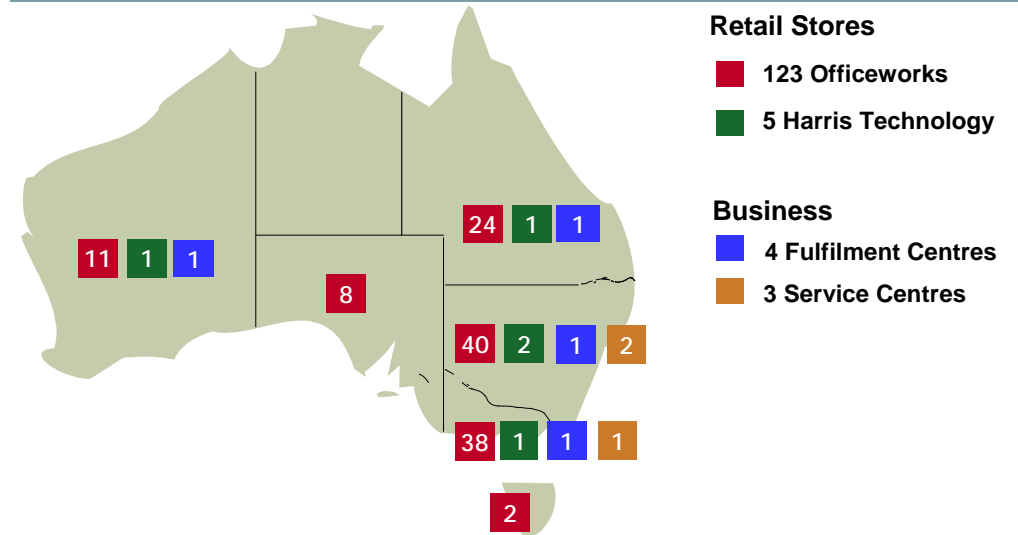 Retail Stores
123 Officeworks
5 Harris Technology
Business
4 Fulfilment Centres
3 Service Centres
24 1 1
11 1 1
8
40 2 1 2
38 1 1 1
2